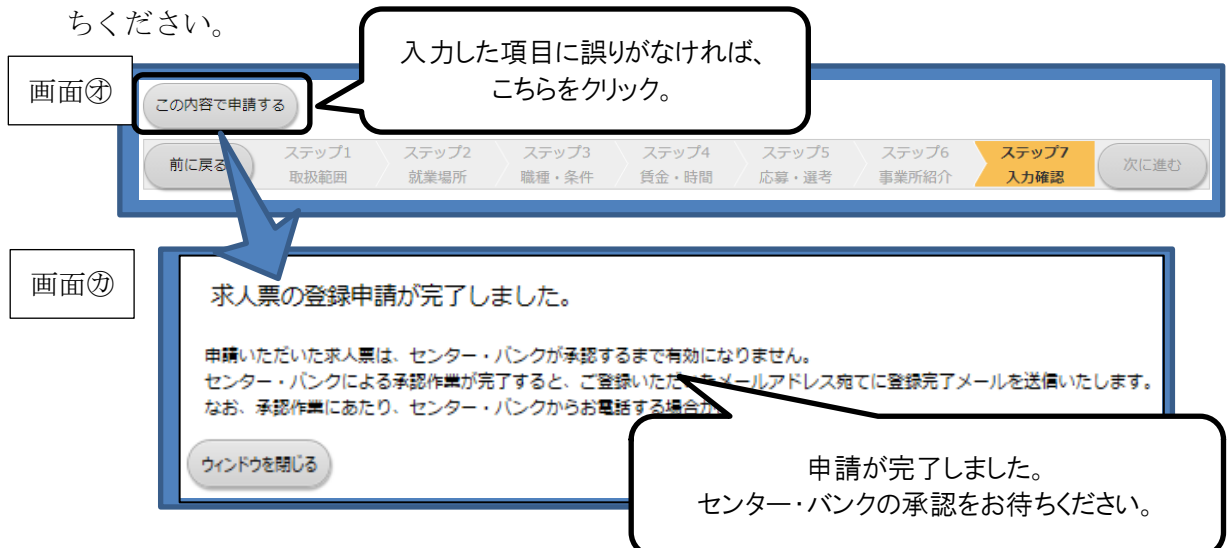 ちください。
入力した項目に誤りがなければ、
こちらをクリック。
画面㋔
この内容で申請する
前に戻る
ステップ1
取扱範囲
ステップ2
就業場所
ステップ3
職種・条件
ステップ4
賃金・時間
ステップ5
応募・選考
ステップ6
事業所紹介
ステップ7
入力確認
次に進む
画面㋕
求人票の登録申請が完了しました。
申請いただいた求人票は、センター・バンクが承認するまで有効になりません。
センター・バンクによる承認作業が完了すると、ご登録いただいたメールアドレス宛てに登録完了メールを送信いたします。
なお、承認作業にあたり、センター・バンクからお電話する場合が
ウィンドウを閉じる
申請が完了しました。
センター・バンクの承認をお待ちください。